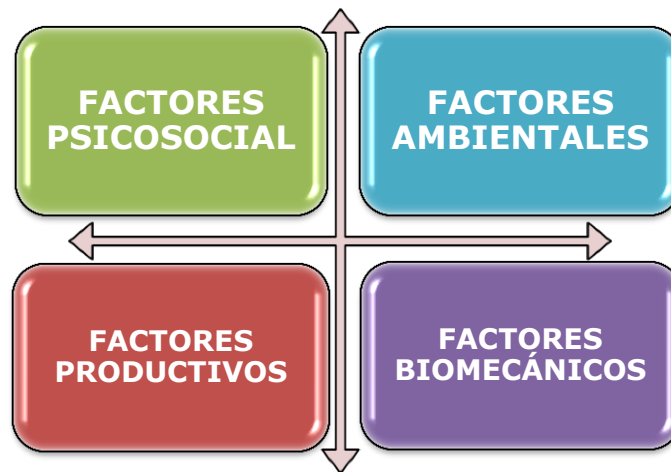 FACTORES
PSICOSOCIAL
FACTORES
AMBIENTALES
FACTORES
PRODUCTIVOS
FACTORES
BIOMECÁNICOS